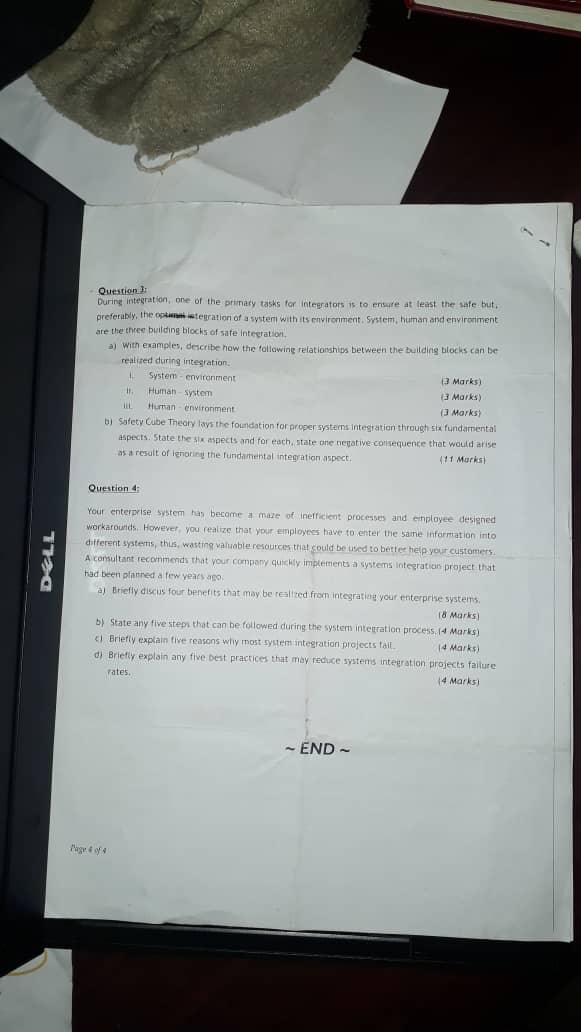 Question 3:
During integration, one of the primary tasks for integrators is to ensure at least the safe but,
preferably, the integration of a system with its environment. System, human and environment
are the three building blocks of safe integration.
a) With examples, describe how the following relationships between the building blocks can be
realized during integration.
i. System - environment (3 Marks)
ii. Human - system (3 Marks)
iii. Human - environment (3 Marks)
b) Safety Cube Theory lays the foundation for proper systems integration through six fundamental
aspects. State the six aspects and for each, state one negative consequence that would arise
as a result of ignoring the fundamental integration aspect. (11 Marks)
Question 4:
Your enterprise system has become a maze of inefficient processes and employee designed
workarounds. However, you realize that your employees have to enter the same information into
different systems, thus, wasting valuable resources that could be used to better help your customers.
A consultant recommends that your company quickly implements a systems integration project that
had been planned a few years ago.
a) Briefly discus four benefits that may be realized from integrating your enterprise systems.
(8 Marks)
b) State any five steps that can be followed during the system integration process. (4 Marks)
c) Briefly explain five reasons why most system integration projects fail. (4 Marks)
d) Briefly explain any five best practices that may reduce systems integration projects failure
rates. (4 Marks)
~ END ~
Page 4 of 4
DELL